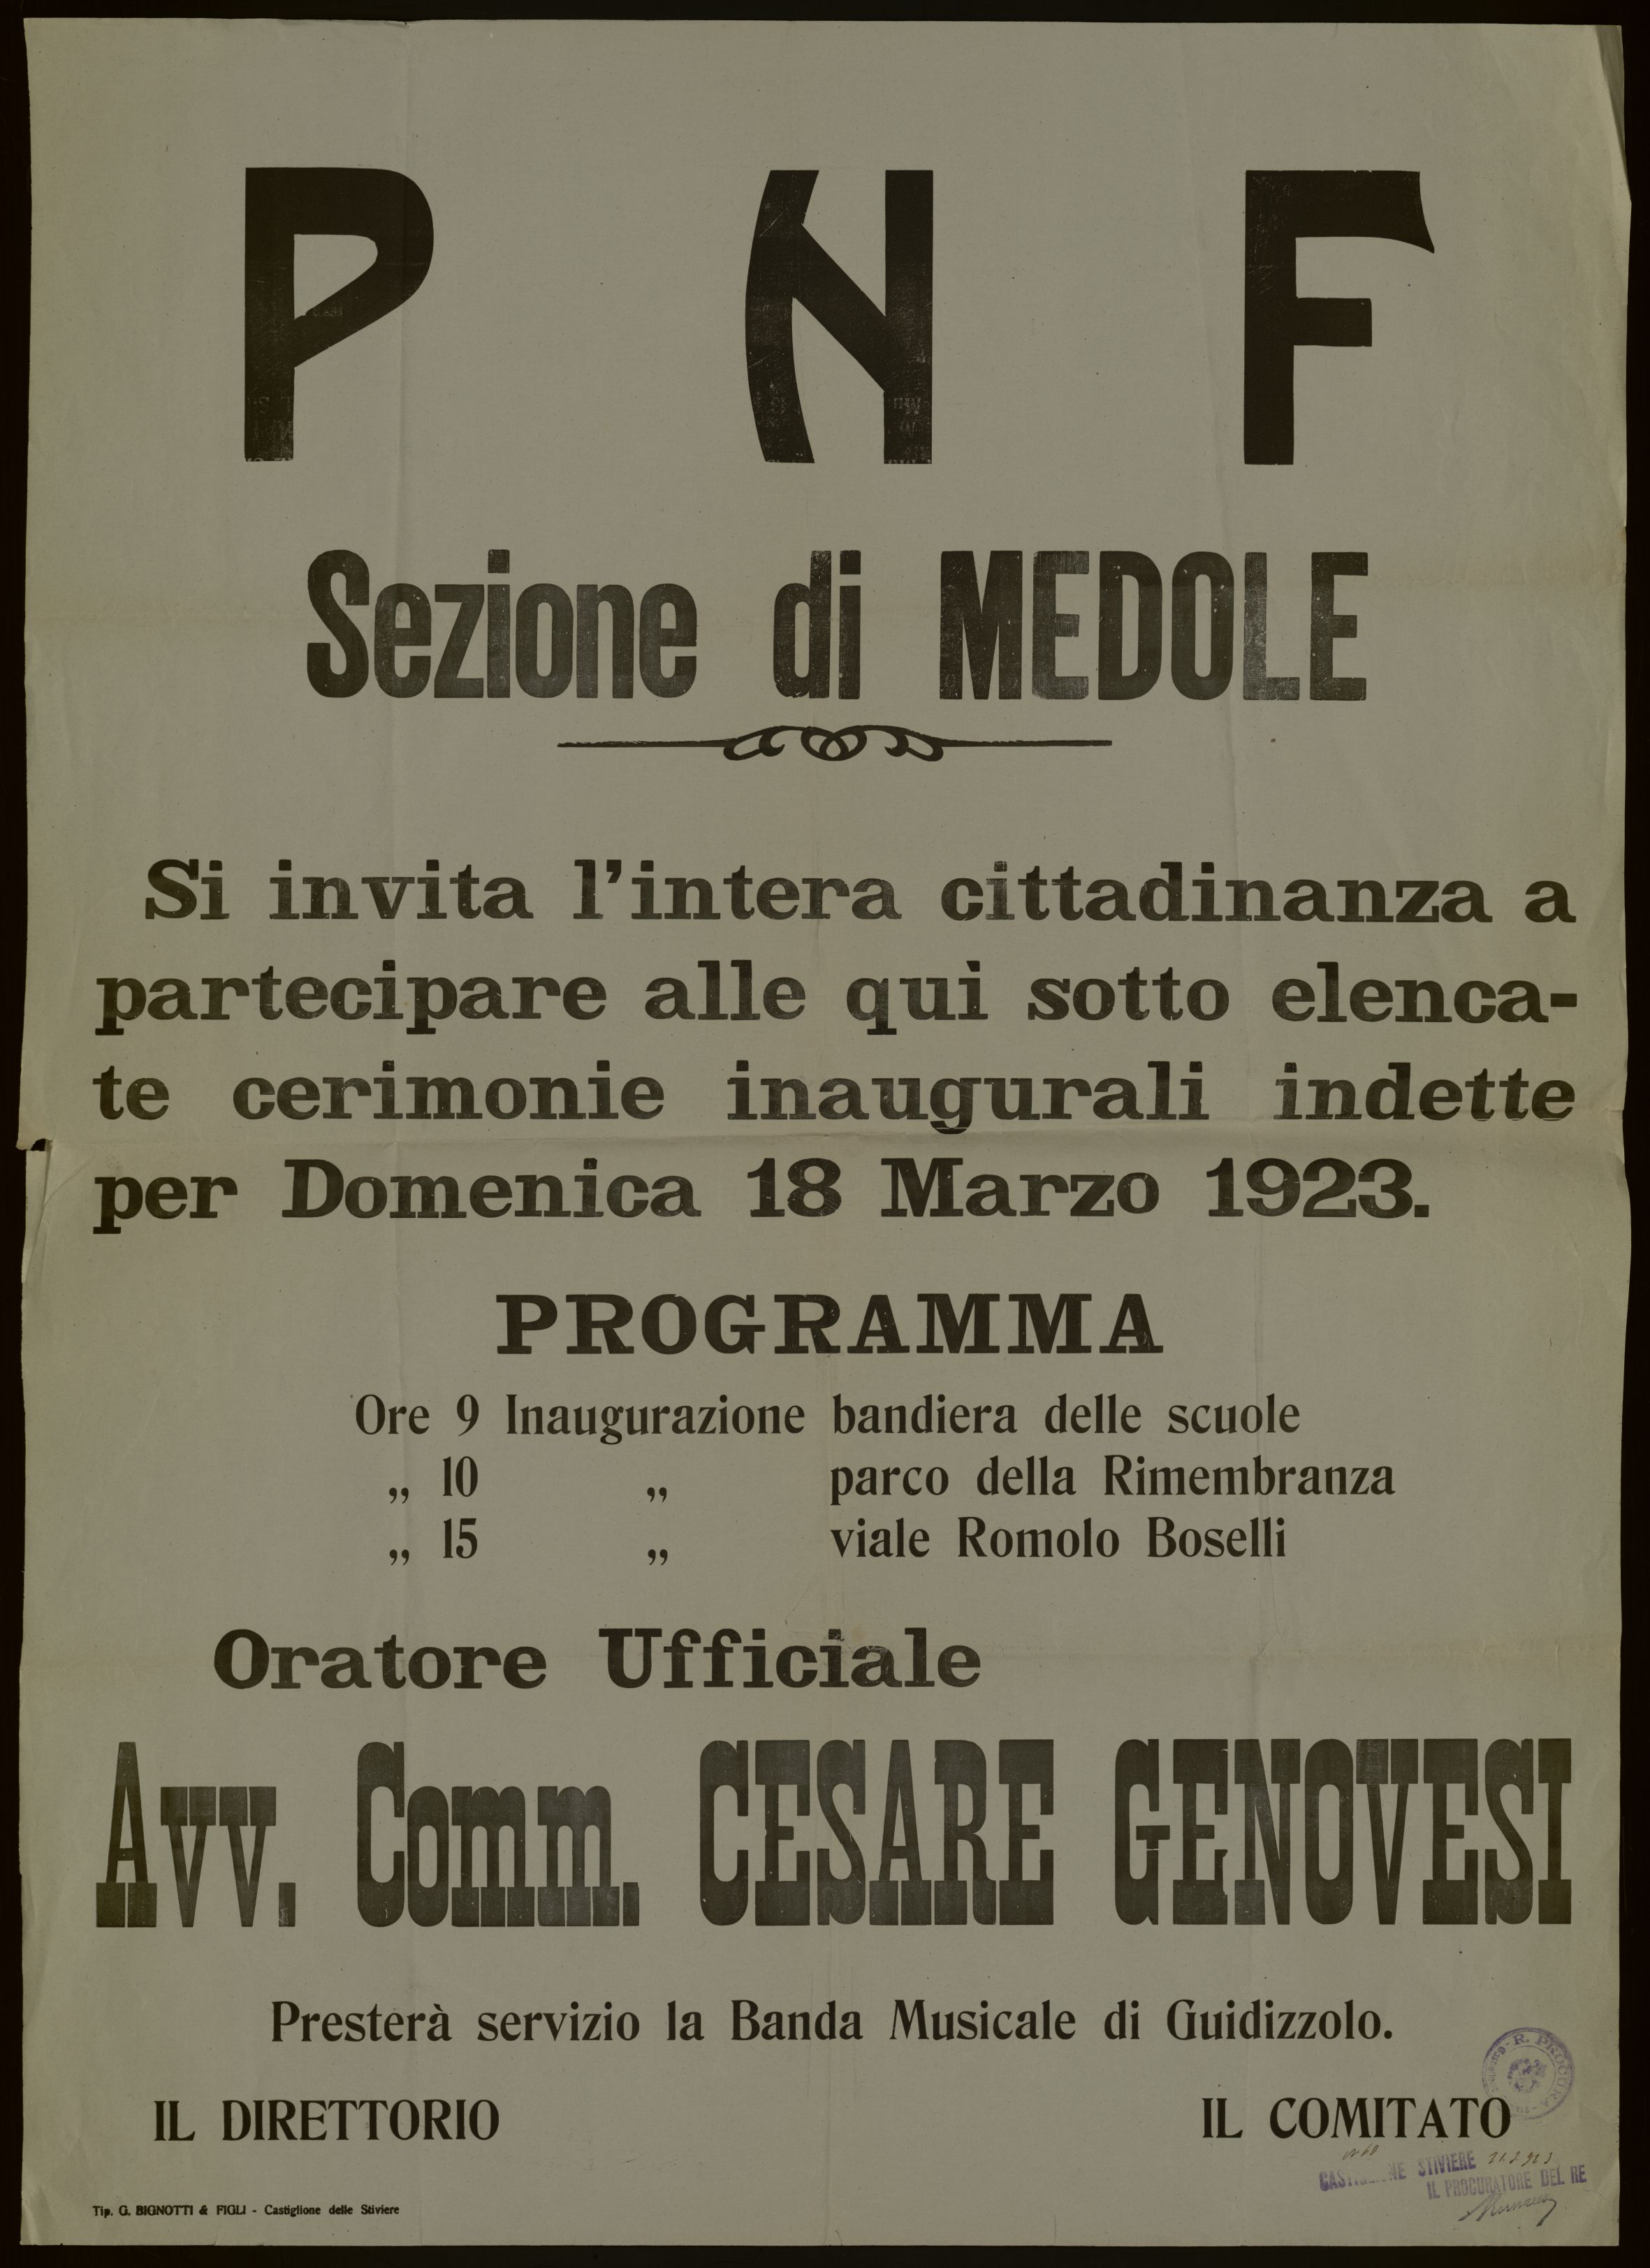 P N F
Sezione di MEDOLE
Si invita l'intera cittadinanza a
partecipare alle qui sotto elenca-
te cerimonie inaugurali indette
per Domenica 18 Marzo 1923.
PROGRAMMA
Ore 9 Inaugurazione bandiera delle scuole
„ 10 „ parco della Rimembranza
„ 15 „ viale Romolo Boselli
Oratore Ufficiale
Avv. Comm. CESARE GENOVESI
Presterà servizio la Banda Musicale di Guidizzolo.
R. PROCURA
IL DIRETTORIO IL COMITATO
CASTIGLIONE STIVIERE
IL PROCURATORE DEL RE
Tip. G. BIGNOTTI & FIGLI - Castiglione delle Stiviere